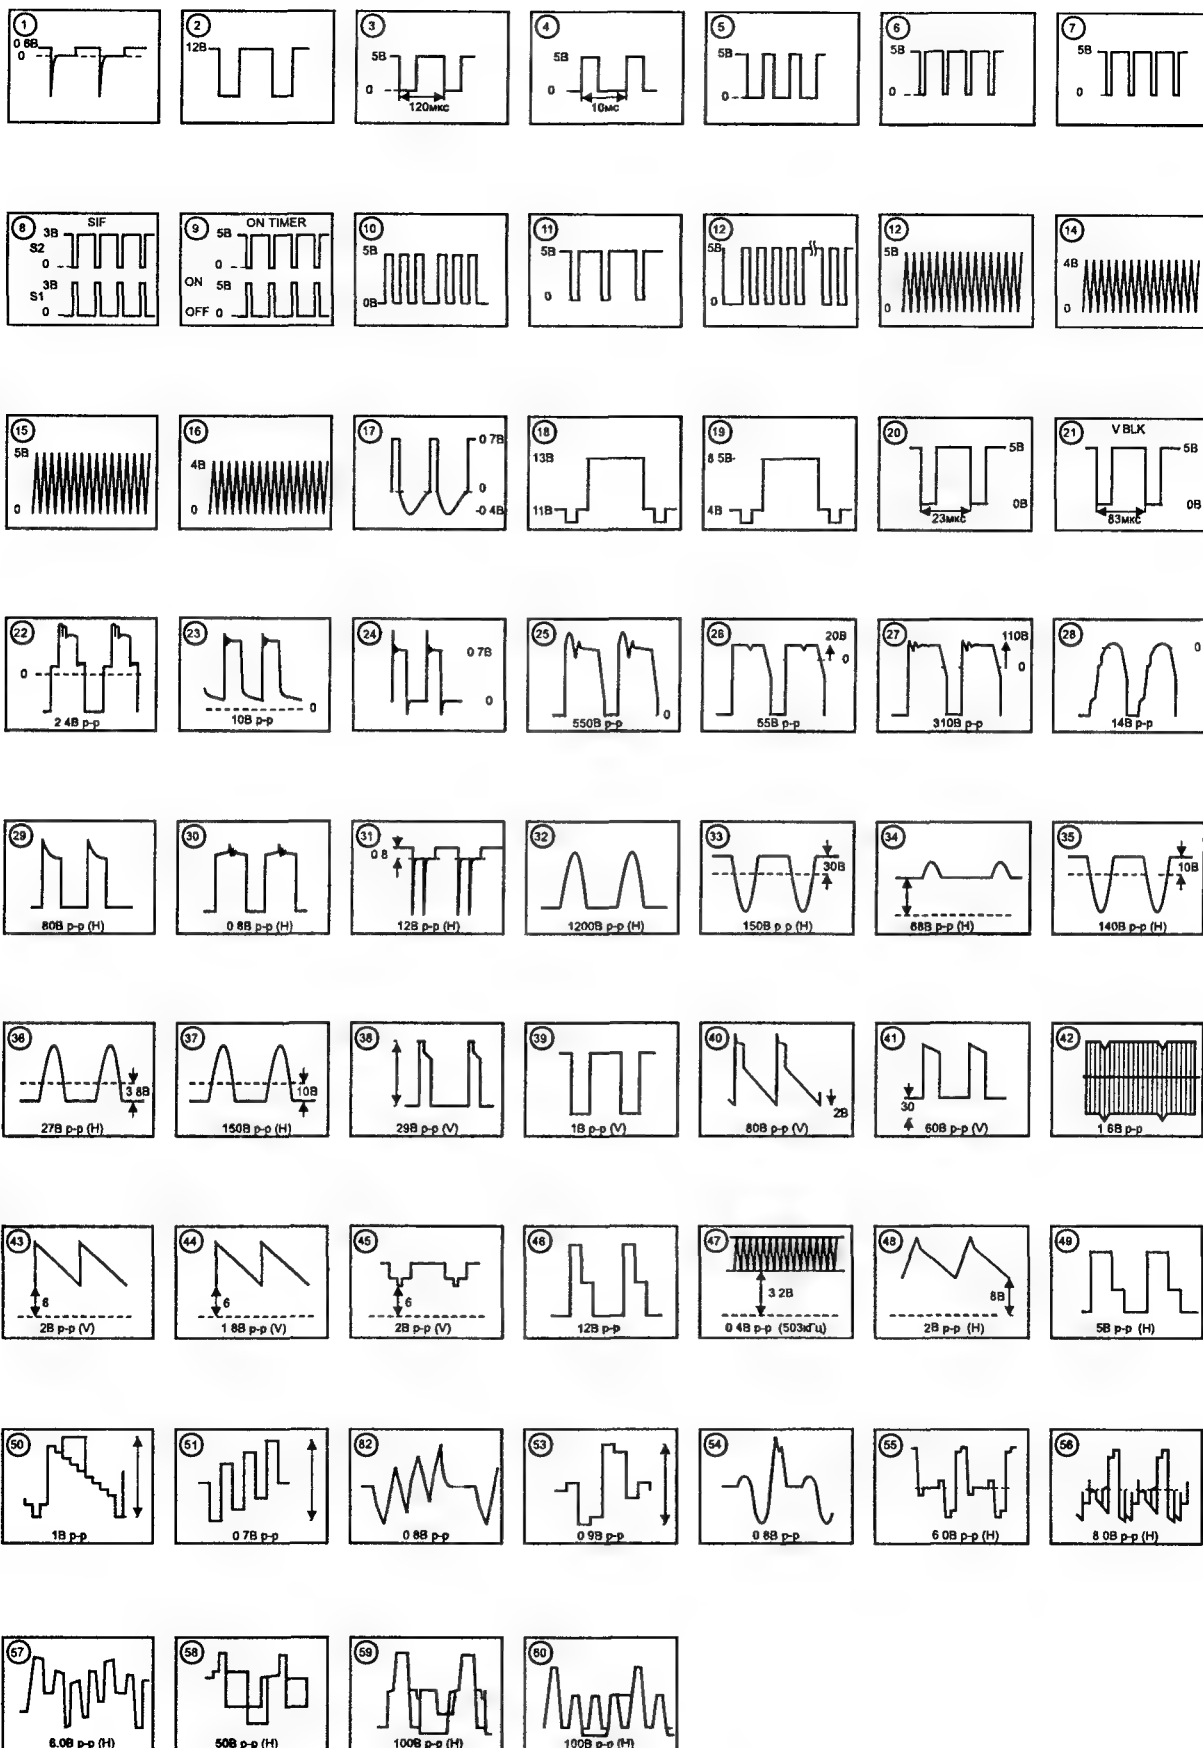 1 0 6В 0
2 12В
3 5В 0 120мкс
4 5В 0 10мс
5 5В 0
6 5В 0
7 5В 0
8 SIF 3В S2 0 3В S1 0
9 ON TIMER 5В 0 ON 5В OFF 0
10 5В 0В
11 5В 0
12 5В 0
12 5В 0
14 4В 0
15 5В 0
16 4В 0
17 0 7В 0 -0 4В
18 13В 11В
19 8 5В- 4В
20 5В 0В 23мкс
21 V BLK 5В 0В 83мкс
22 0 2 4В p-p
23 0 10В p-p
24 0 7В 0
25 0 550В p-p
26 20В 0 55В p-p
27 110В 0 310В p-p
28 0 14В p-p
29 80В p-p (H)
30 0 8В p-p (H)
31 0 8 12В p-p (H)
32 1200В p-p (H)
33 30В 150В p p (H)
34 68В p-p (H)
35 10В 140В p-p (H)
36 3 8В 27В p-p (H)
37 10В 150В p-p (H)
38 29В p-p (V)
39 1В p-p (V)
40 2В 80В p-p (V)
41 30 60В p-p (V)
42 1 6В p-p
43 6 2В p-p (V)
44 6 1 8В p-p (V)
45 6 2В p-p (V)
46 12В p-p
47 3 2В 0 4В p-p (503кГц)
48 8В 2В p-p (H)
49 5В p-p (H)
50 1В p-p
51 0 7В p-p
82 0 8В p-p
53 0 9В p-p
54 0 8В p-p
55 6 0В p-p (H)
56 8 0В p-p (H)
57 6.0В p-p (H)
58 50В p-p (H)
59 100В p-p (H)
60 100В p-p (H)